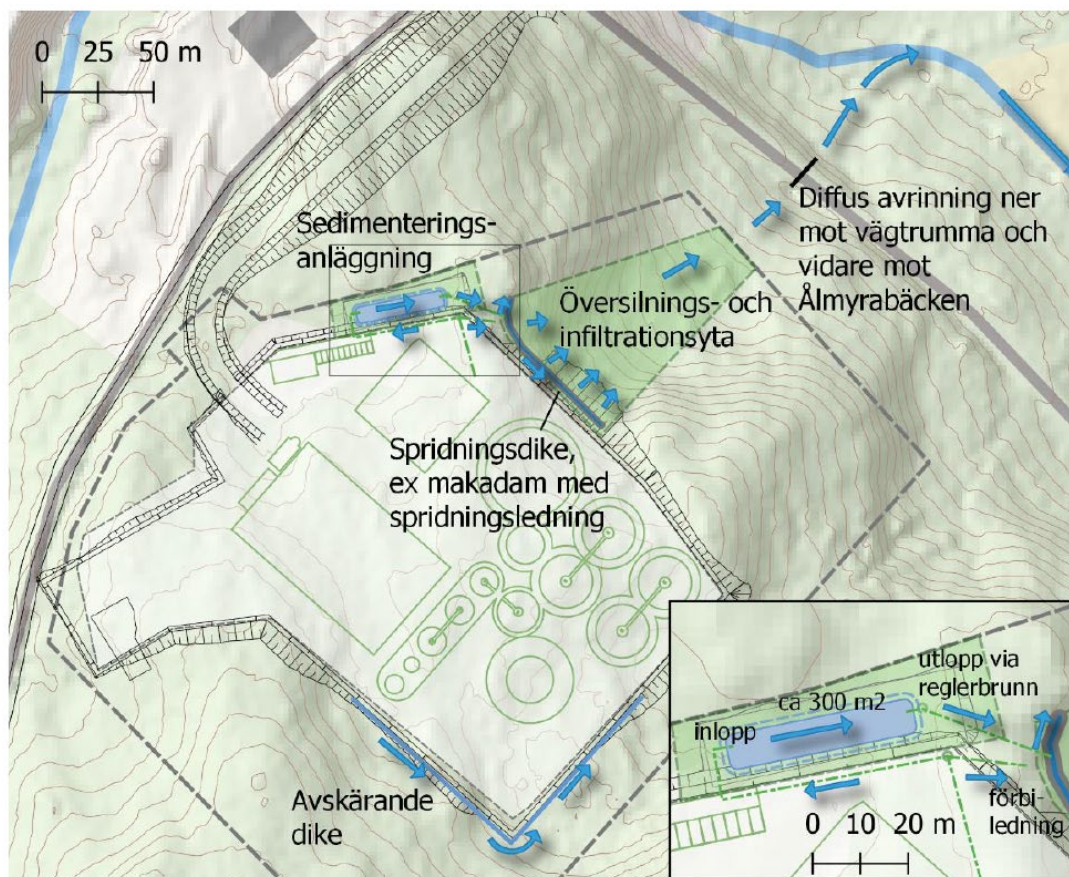 0 25 50 m
Sedimenterings-
anläggning
Översilnings- och
infiltrationsyta
Diffus avrinning ner
mot vägtrumma och
vidare mot
Ålmyrabäcken
Spridningsdike,
ex makadam med
spridningsledning
Avskärande
dike
utlopp via
reglerbrunn
ca 300 m2
inlopp
förbi-
ledning
0 10 20 m